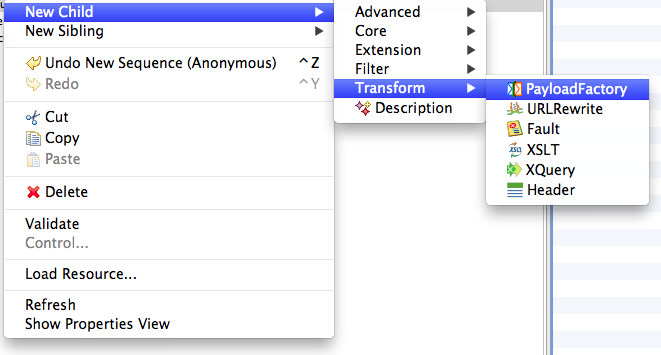 New Child
New Sibling
Undo New Sequence (Anonymous) ^Z
Redo ^Y
Cut
Copy
Paste
Delete
Validate
Control...
Load Resource...
Refresh
Show Properties View
Advanced
Core
Extension
Filter
Transform
Description
PayloadFactory
URLRewrite
Fault
XSLT XSLT
XQuery
Header